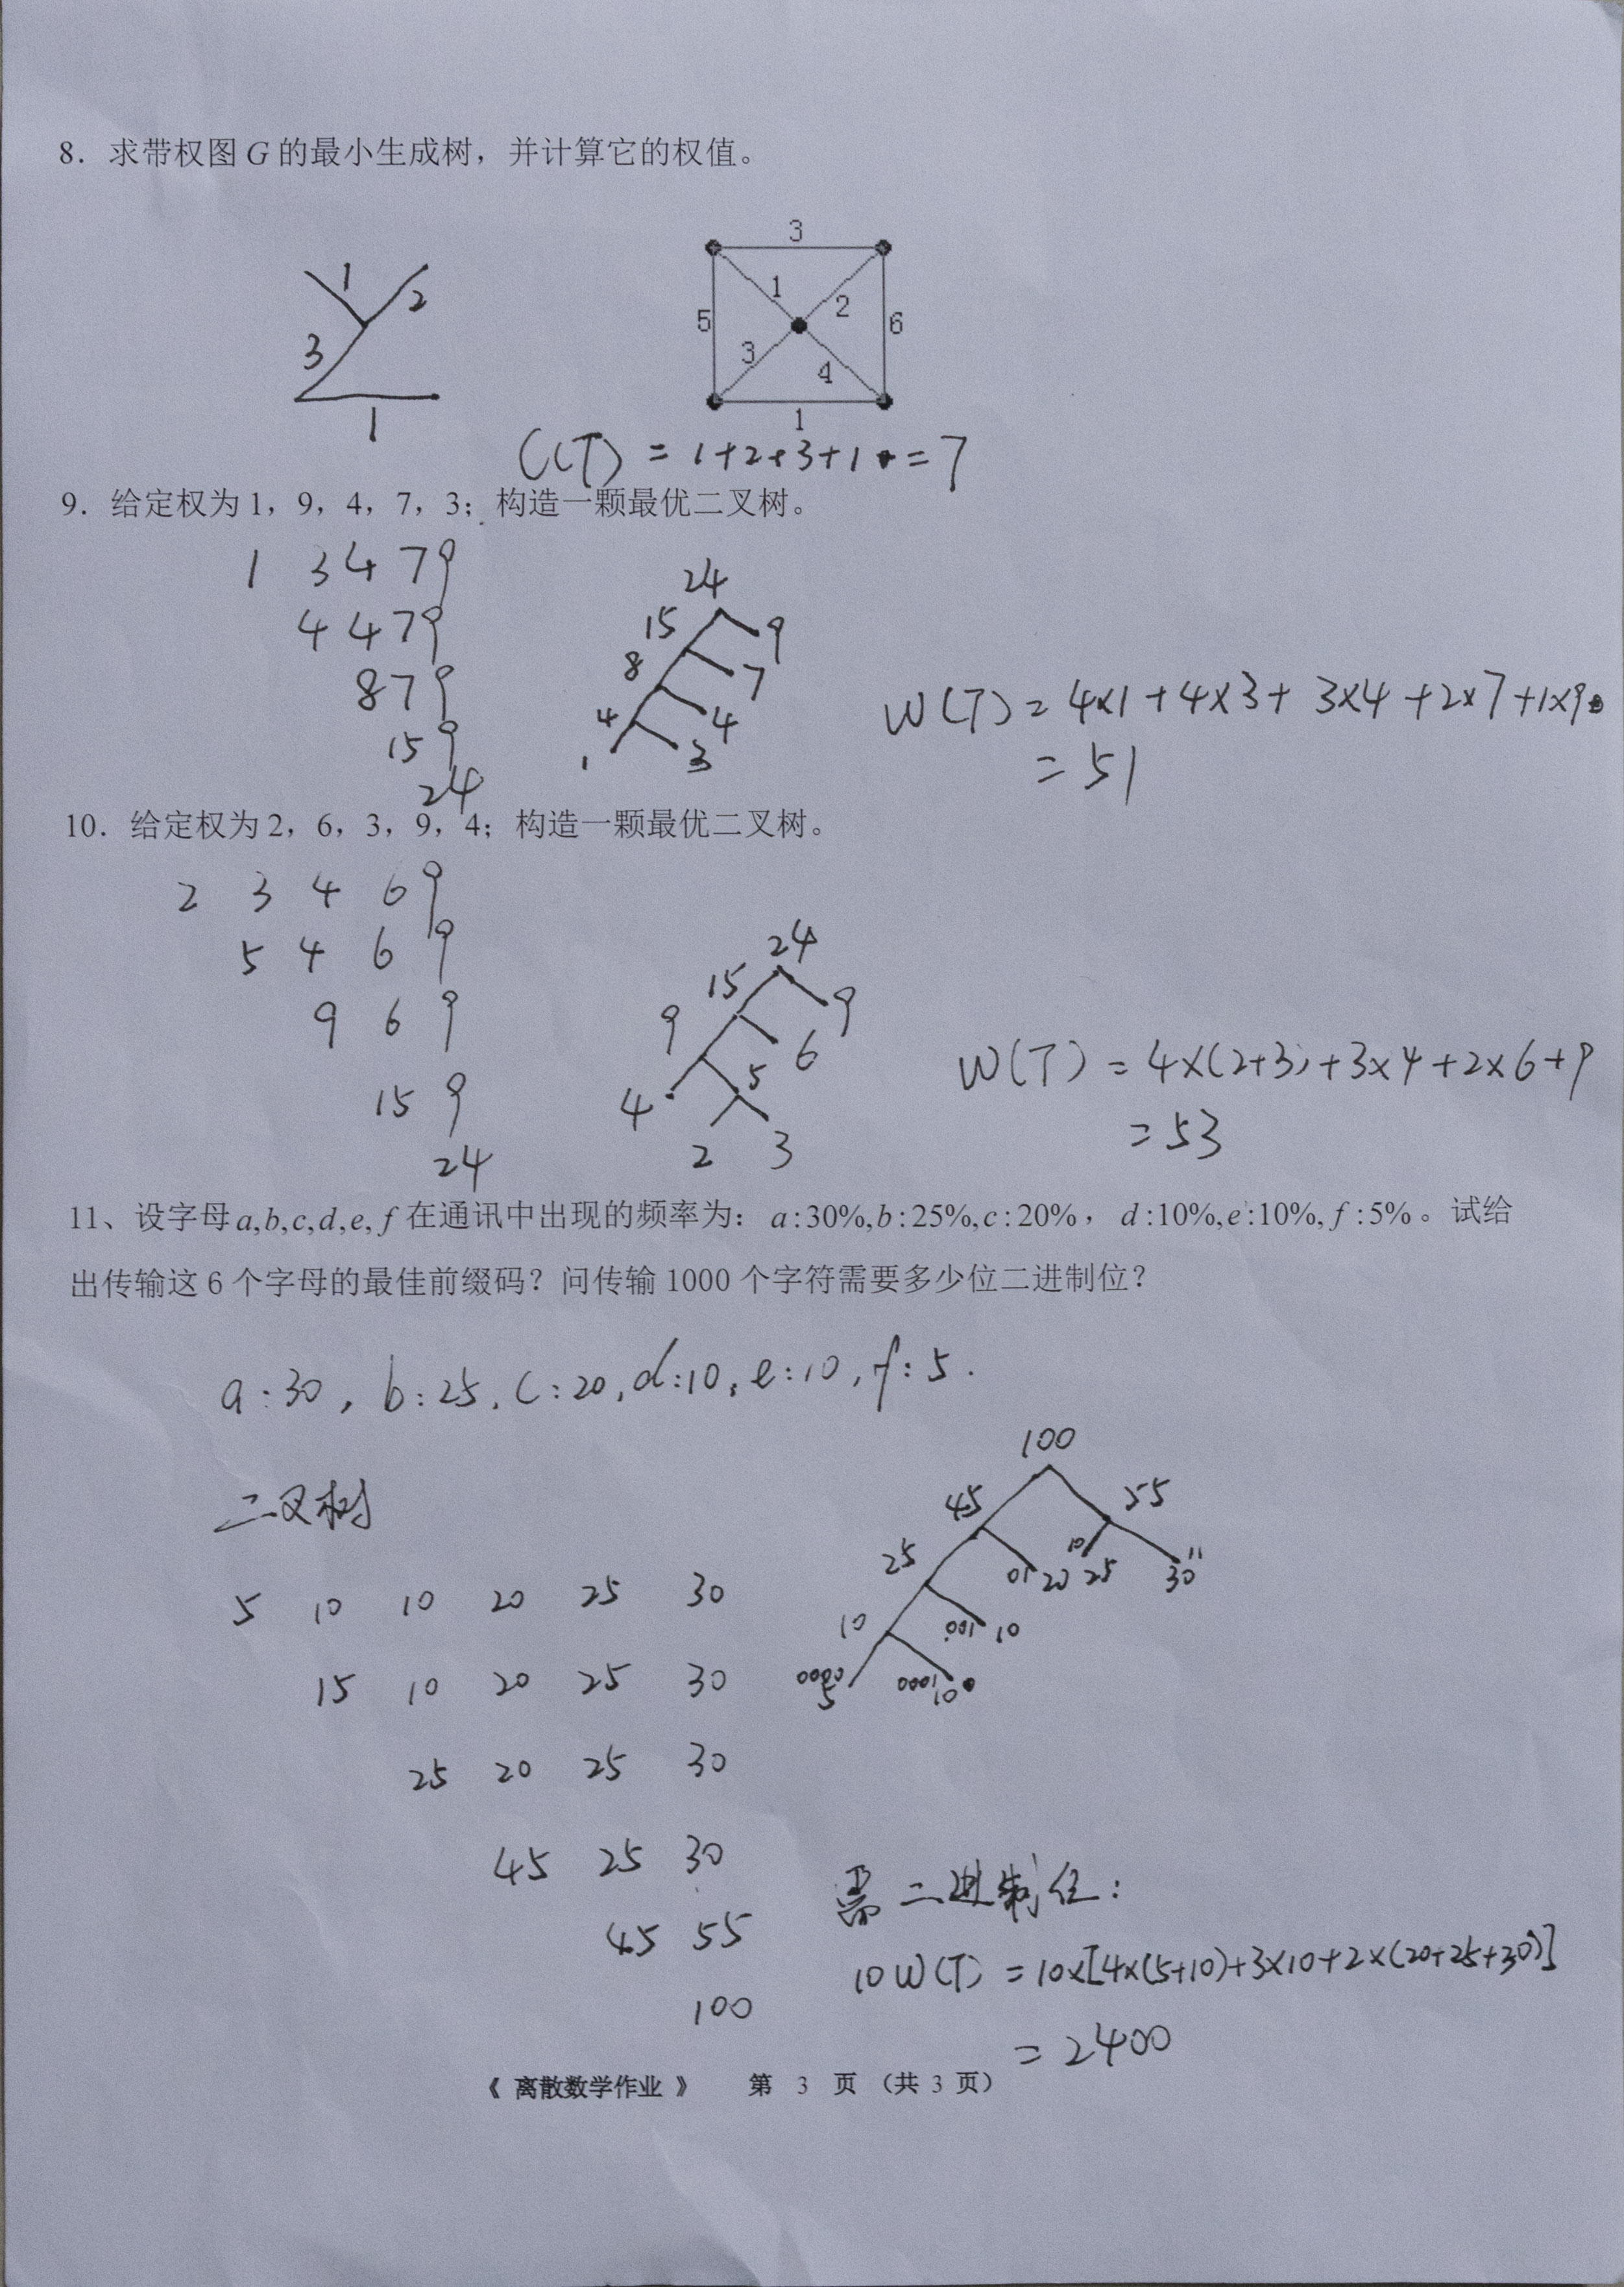 8．求带权图 G 的最小生成树，并计算它的权值。
1
2
3
1
3
1
2
5
6
3
4
1
C(T) = 1+2+3+1 = 7
9．给定权为 1，9，4，7，3；构造一颗最优二叉树。
1 3 4 7 9
4 4 7 9
8 7 9
15 9
24
24
15 9
8 7
4 4
1 3
W(T) = 4×1+4×3+3×4+2×7+1×9
= 51
10．给定权为 2，6，3，9，4；构造一颗最优二叉树。
2 3 4 6 9
5 4 6 9
9 6 9
15 9
24
24
15 9
9 6
4 5
2 3
W(T) = 4×(2+3)+3×4+2×6+9
= 53
11、设字母 a,b,c,d,e, f 在通讯中出现的频率为：a:30%,b:25%,c:20%，d:10%,e:10%, f:5%。试给
出传输这 6 个字母的最佳前缀码？问传输 1000 个字符需要多少位二进制位？
a:30, b:25, c:20, d:10, e:10, f:5.
二叉树
5 10 10 20 25 30
15 10 20 25 30
25 20 25 30
45 25 30
45 55
100
100
45 55
25 01 20 10 25 11 30
10 001 10
0000 5 0001 10
需二进制位:
10W(T) = 10×[4×(5+10)+3×10+2×(20+25+30)]
= 2400
《 离散数学作业 》 第 3 页 （共 3 页）